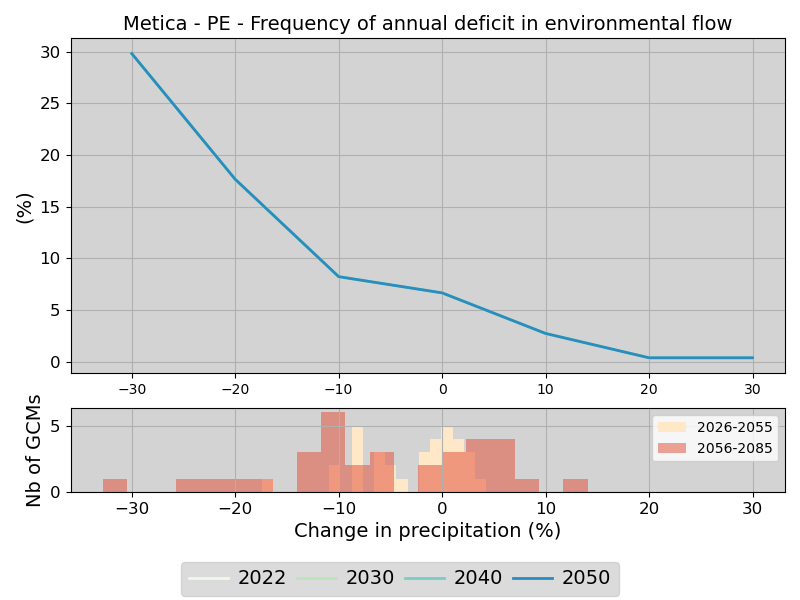 Metica - PE - Frequency of annual deficit in environmental flow
30
25
20
15
10
5
0
(%)
−30 −20 −10 0 10 20 30
5
0
Nb of GCMs
2026-2055
2056-2085
−30 −20 −10 0 10 20 30
Change in precipitation (%)
2022 2030 2040 2050